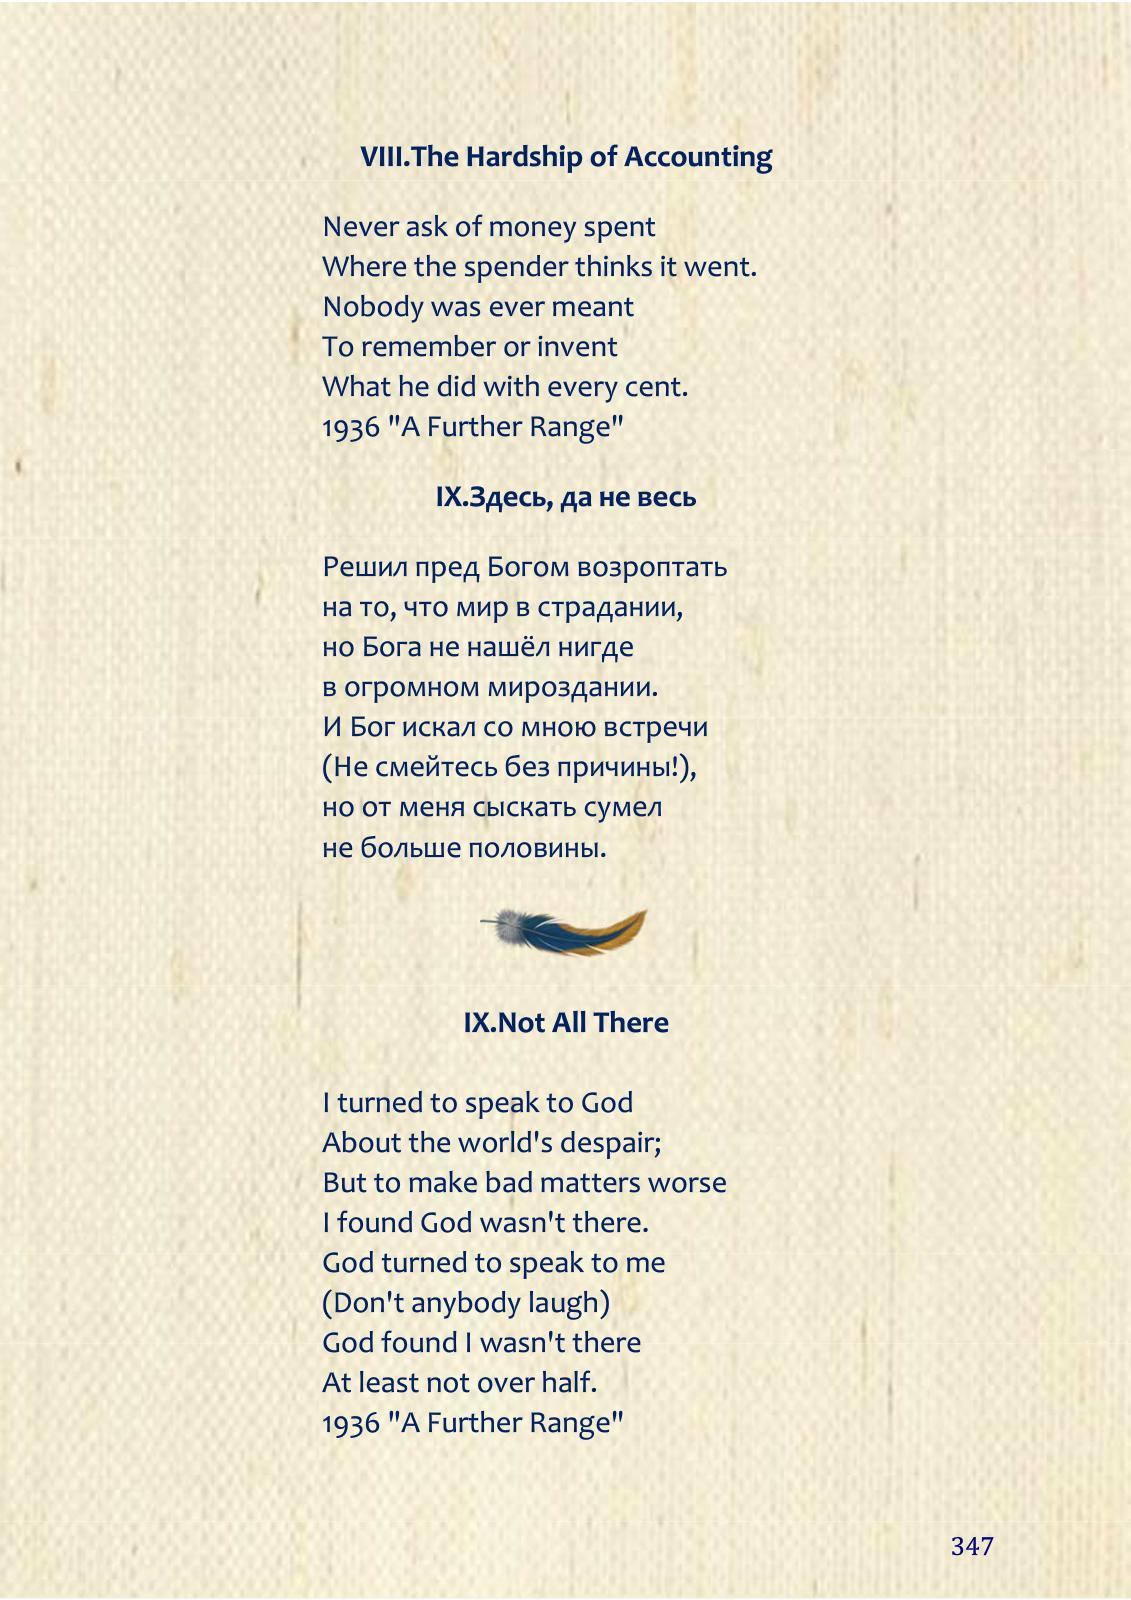 VIII.The Hardship of Accounting
Never ask of money spent
Where the spender thinks it went.
Nobody was ever meant
To remember or invent
What he did with every cent.
1936 "A Further Range"
IX.Здесь, да не весь
Решил пред Богом возроптать
на то, что мир в страдании,
но Бога не нашёл нигде
в огромном мироздании.
И Бог искал со мною встречи
(Не смейтесь без причины!),
но от меня сыскать сумел
не больше половины.
IX.Not All There
I turned to speak to God
About the world's despair;
But to make bad matters worse
I found God wasn't there.
God turned to speak to me
(Don't anybody laugh)
God found I wasn't there
At least not over half.
1936 "A Further Range"
347